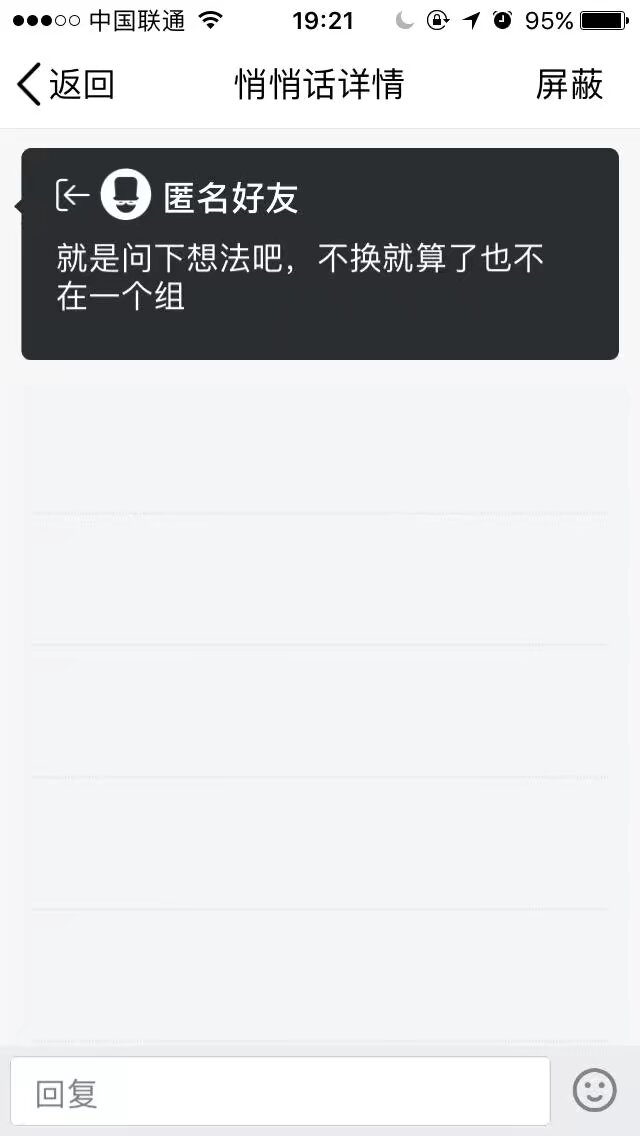 中国联通 19:21 95%
返回 悄悄话详情 屏蔽
匿名好友
就是问下想法吧，不换就算了也不
在一个组
回复